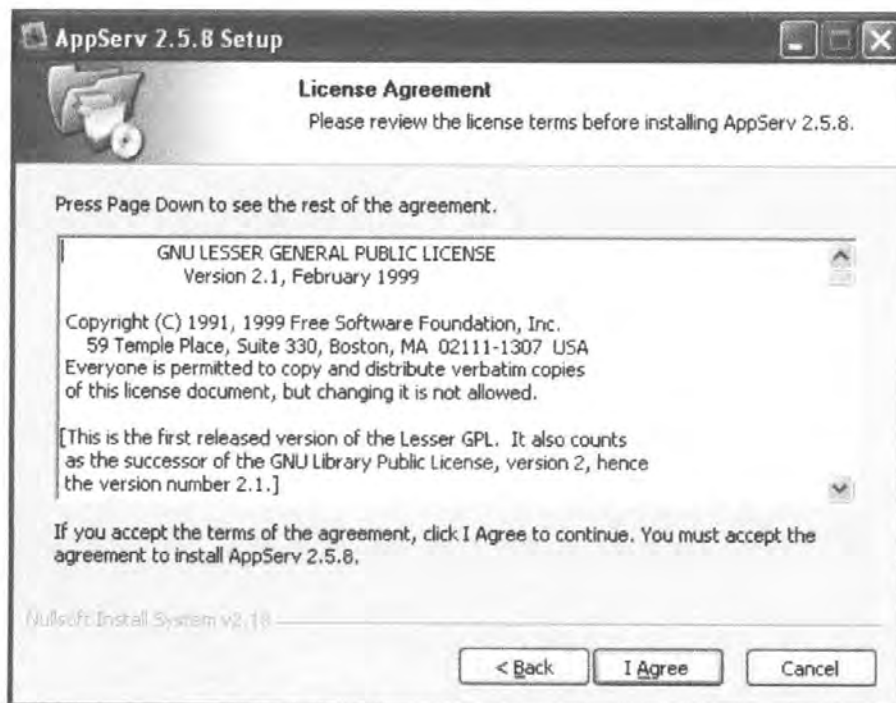 AppServ 2.5.8 Setup
License Agreement
Please review the license terms before installing AppServ 2.5.8.
Press Page Down to see the rest of the agreement.
GNU LESSER GENERAL PUBLIC LICENSE
Version 2.1, February 1999
Copyright (C) 1991, 1999 Free Software Foundation, Inc.
59 Temple Place, Suite 330, Boston, MA 02111-1307 USA
Everyone is permitted to copy and distribute verbatim copies
of this license document, but changing it is not allowed.
[This is the first released version of the Lesser GPL. It also counts
as the successor of the GNU Library Public License, version 2, hence
the version number 2.1.]
If you accept the terms of the agreement, click I Agree to continue. You must accept the
agreement to install AppServ 2.5.8.
Nullsoft Install System v2.18
< Back I Agree Cancel